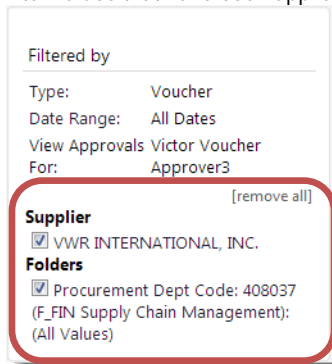 Filtered by
Type: Voucher
Date Range: All Dates
View Approvals Victor Voucher
For: Approver3
[remove all]
Supplier
VWR INTERNATIONAL, INC.
Folders
Procurement Dept Code: 408037
(F_FIN Supply Chain Management):
(All Values)